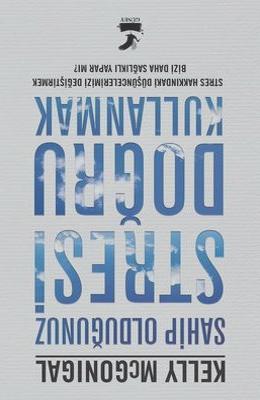 KELLY McGONIGAL
SAHİP OLDUĞUNUZ
STRESİ
DOĞRU
KULLANMAK
STRES HAKKINDAKİ DÜŞÜNCELERİMİZİ DEĞİŞTİRMEK
BİZİ DAHA SAĞLIKLI YAPAR MI?
GÜNEY